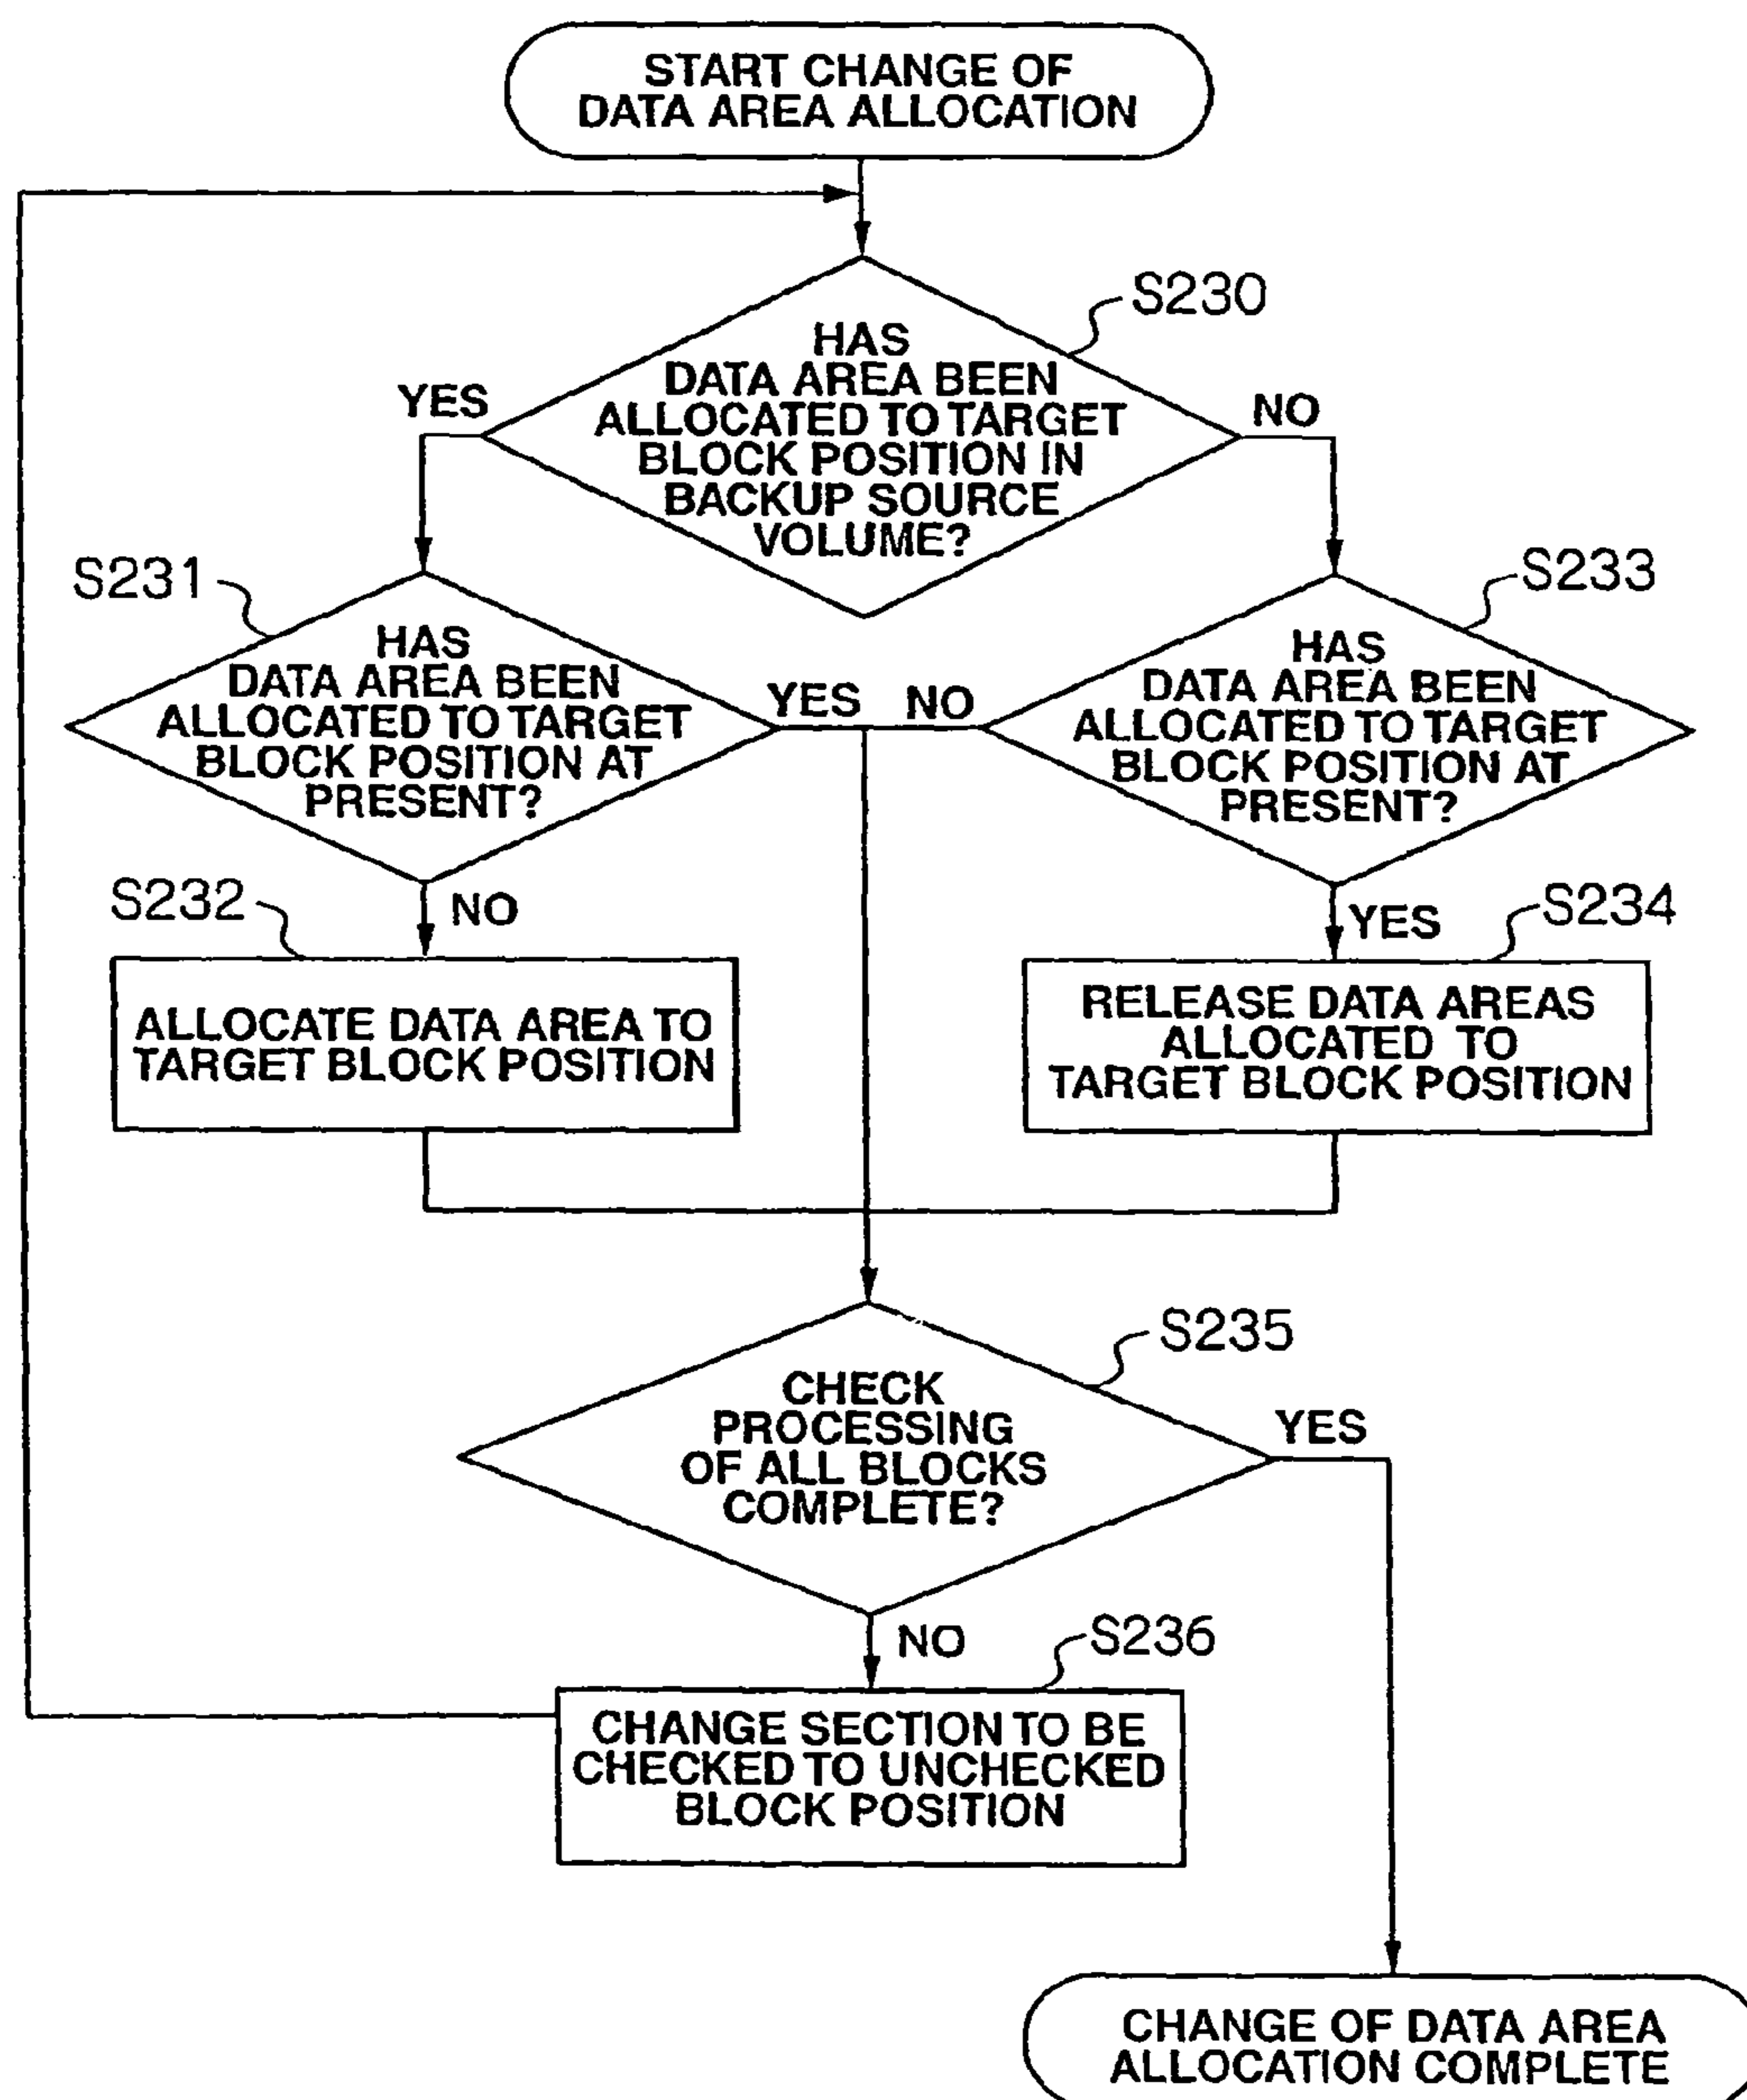 START CHANGE OF
DATA AREA ALLOCATION
S230
HAS
DATA AREA BEEN
ALLOCATED TO TARGET
BLOCK POSITION IN
BACKUP SOURCE
VOLUME?
YES
NO
S231
HAS
DATA AREA BEEN
ALLOCATED TO TARGET
BLOCK POSITION AT
PRESENT?
YES
NO
S233
HAS
DATA AREA BEEN
ALLOCATED TO TARGET
BLOCK POSITION AT
PRESENT?
S232
NO
ALLOCATE DATA AREA TO
TARGET BLOCK POSITION
YES
S234
RELEASE DATA AREAS
ALLOCATED TO
TARGET BLOCK POSITION
S235
CHECK
PROCESSING
OF ALL BLOCKS
COMPLETE?
YES
NO
S236
CHANGE SECTION TO BE
CHECKED TO UNCHECKED
BLOCK POSITION
CHANGE OF DATA AREA
ALLOCATION COMPLETE